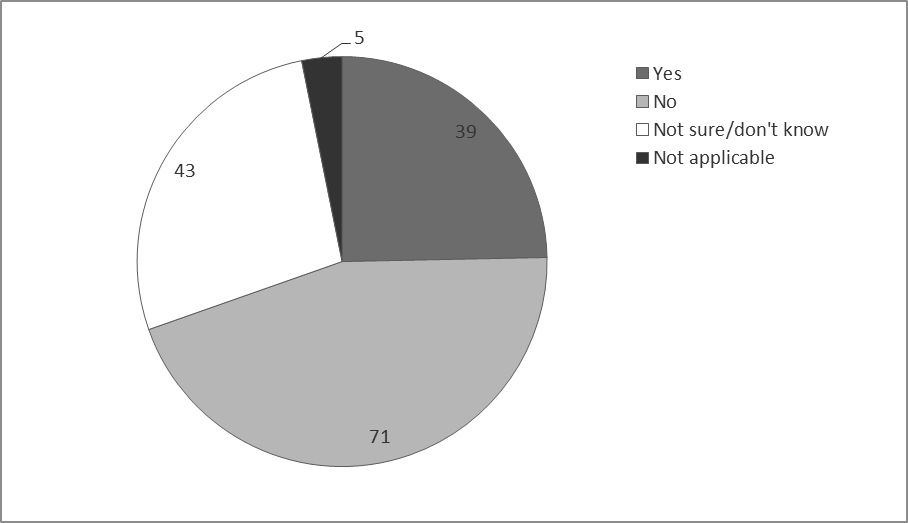 5
39
43
71
Yes
No
Not sure/don't know
Not applicable